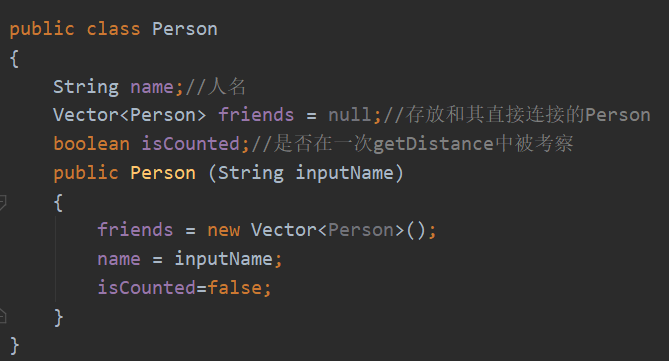 public class Person
{
String name;//人名
Vector<Person> friends = null;//存放和其直接连接的Person
boolean isCounted;//是否在一次getDistance中被考察
public Person (String inputName)
{
friends = new Vector<Person>();
name = inputName;
isCounted=false;
}
}